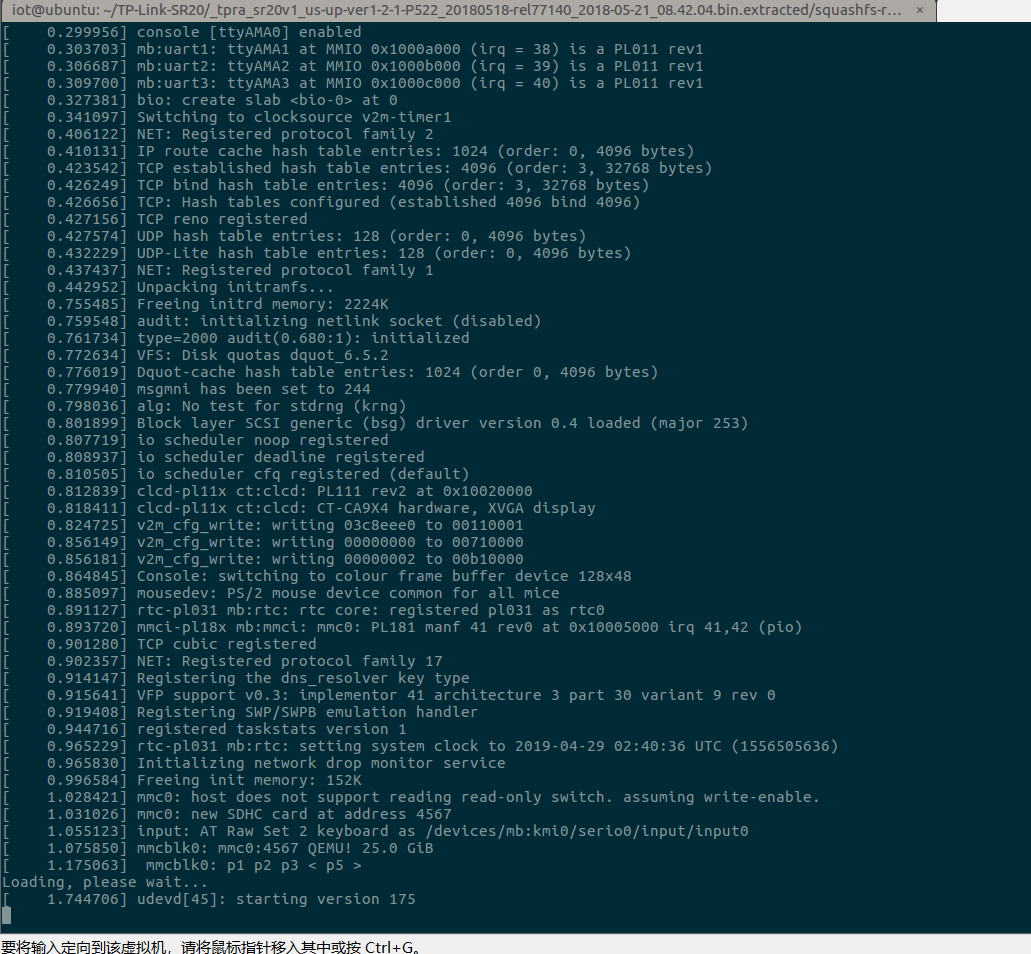 iot@ubuntu: ~/TP-Link-SR20/_tpra_sr20v1_us-up-ver1-2-1-P522_20180518-rel77140_2018-05-21_08.42.04.bin.extracted/squashfs-r... ×
[    0.299956] console [ttyAMA0] enabled
[    0.303703] mb:uart1: ttyAMA1 at MMIO 0x1000a000 (irq = 38) is a PL011 rev1
[    0.306687] mb:uart2: ttyAMA2 at MMIO 0x1000b000 (irq = 39) is a PL011 rev1
[    0.309700] mb:uart3: ttyAMA3 at MMIO 0x1000c000 (irq = 40) is a PL011 rev1
[    0.327381] bio: create slab <bio-0> at 0
[    0.341097] Switching to clocksource v2m-timer1
[    0.406122] NET: Registered protocol family 2
[    0.410131] IP route cache hash table entries: 1024 (order: 0, 4096 bytes)
[    0.423542] TCP established hash table entries: 4096 (order: 3, 32768 bytes)
[    0.426249] TCP bind hash table entries: 4096 (order: 3, 32768 bytes)
[    0.426656] TCP: Hash tables configured (established 4096 bind 4096)
[    0.427156] TCP reno registered
[    0.427574] UDP hash table entries: 128 (order: 0, 4096 bytes)
[    0.432229] UDP-Lite hash table entries: 128 (order: 0, 4096 bytes)
[    0.437437] NET: Registered protocol family 1
[    0.442952] Unpacking initramfs...
[    0.755485] Freeing initrd memory: 2224K
[    0.759548] audit: initializing netlink socket (disabled)
[    0.761734] type=2000 audit(0.680:1): initialized
[    0.772634] VFS: Disk quotas dquot_6.5.2
[    0.776019] Dquot-cache hash table entries: 1024 (order 0, 4096 bytes)
[    0.779940] msgmni has been set to 244
[    0.798036] alg: No test for stdrng (krng)
[    0.801899] Block layer SCSI generic (bsg) driver version 0.4 loaded (major 253)
[    0.807719] io scheduler noop registered
[    0.808937] io scheduler deadline registered
[    0.810505] io scheduler cfq registered (default)
[    0.812839] clcd-pl11x ct:clcd: PL111 rev2 at 0x10020000
[    0.818411] clcd-pl11x ct:clcd: CT-CA9X4 hardware, XVGA display
[    0.824725] v2m_cfg_write: writing 03c8eee0 to 00110001
[    0.856149] v2m_cfg_write: writing 00000000 to 00710000
[    0.856181] v2m_cfg_write: writing 00000002 to 00b10000
[    0.864845] Console: switching to colour frame buffer device 128x48
[    0.885097] mousedev: PS/2 mouse device common for all mice
[    0.891127] rtc-pl031 mb:rtc: rtc core: registered pl031 as rtc0
[    0.893720] mmci-pl18x mb:mmci: mmc0: PL181 manf 41 rev0 at 0x10005000 irq 41,42 (pio)
[    0.901280] TCP cubic registered
[    0.902357] NET: Registered protocol family 17
[    0.914147] Registering the dns_resolver key type
[    0.915641] VFP support v0.3: implementor 41 architecture 3 part 30 variant 9 rev 0
[    0.919408] Registering SWP/SWPB emulation handler
[    0.944716] registered taskstats version 1
[    0.965229] rtc-pl031 mb:rtc: setting system clock to 2019-04-29 02:40:36 UTC (1556505636)
[    0.965830] Initializing network drop monitor service
[    0.996584] Freeing init memory: 152K
[    1.028421] mmc0: host does not support reading read-only switch. assuming write-enable.
[    1.031026] mmc0: new SDHC card at address 4567
[    1.055123] input: AT Raw Set 2 keyboard as /devices/mb:kmi0/serio0/input/input0
[    1.075850] mmcblk0: mmc0:4567 QEMU! 25.0 GiB
[    1.175063]  mmcblk0: p1 p2 p3 < p5 >
Loading, please wait...
[    1.744706] udevd[45]: starting version 175
要将输入定向到该虚拟机，请将鼠标指针移入其中或按 Ctrl+G。